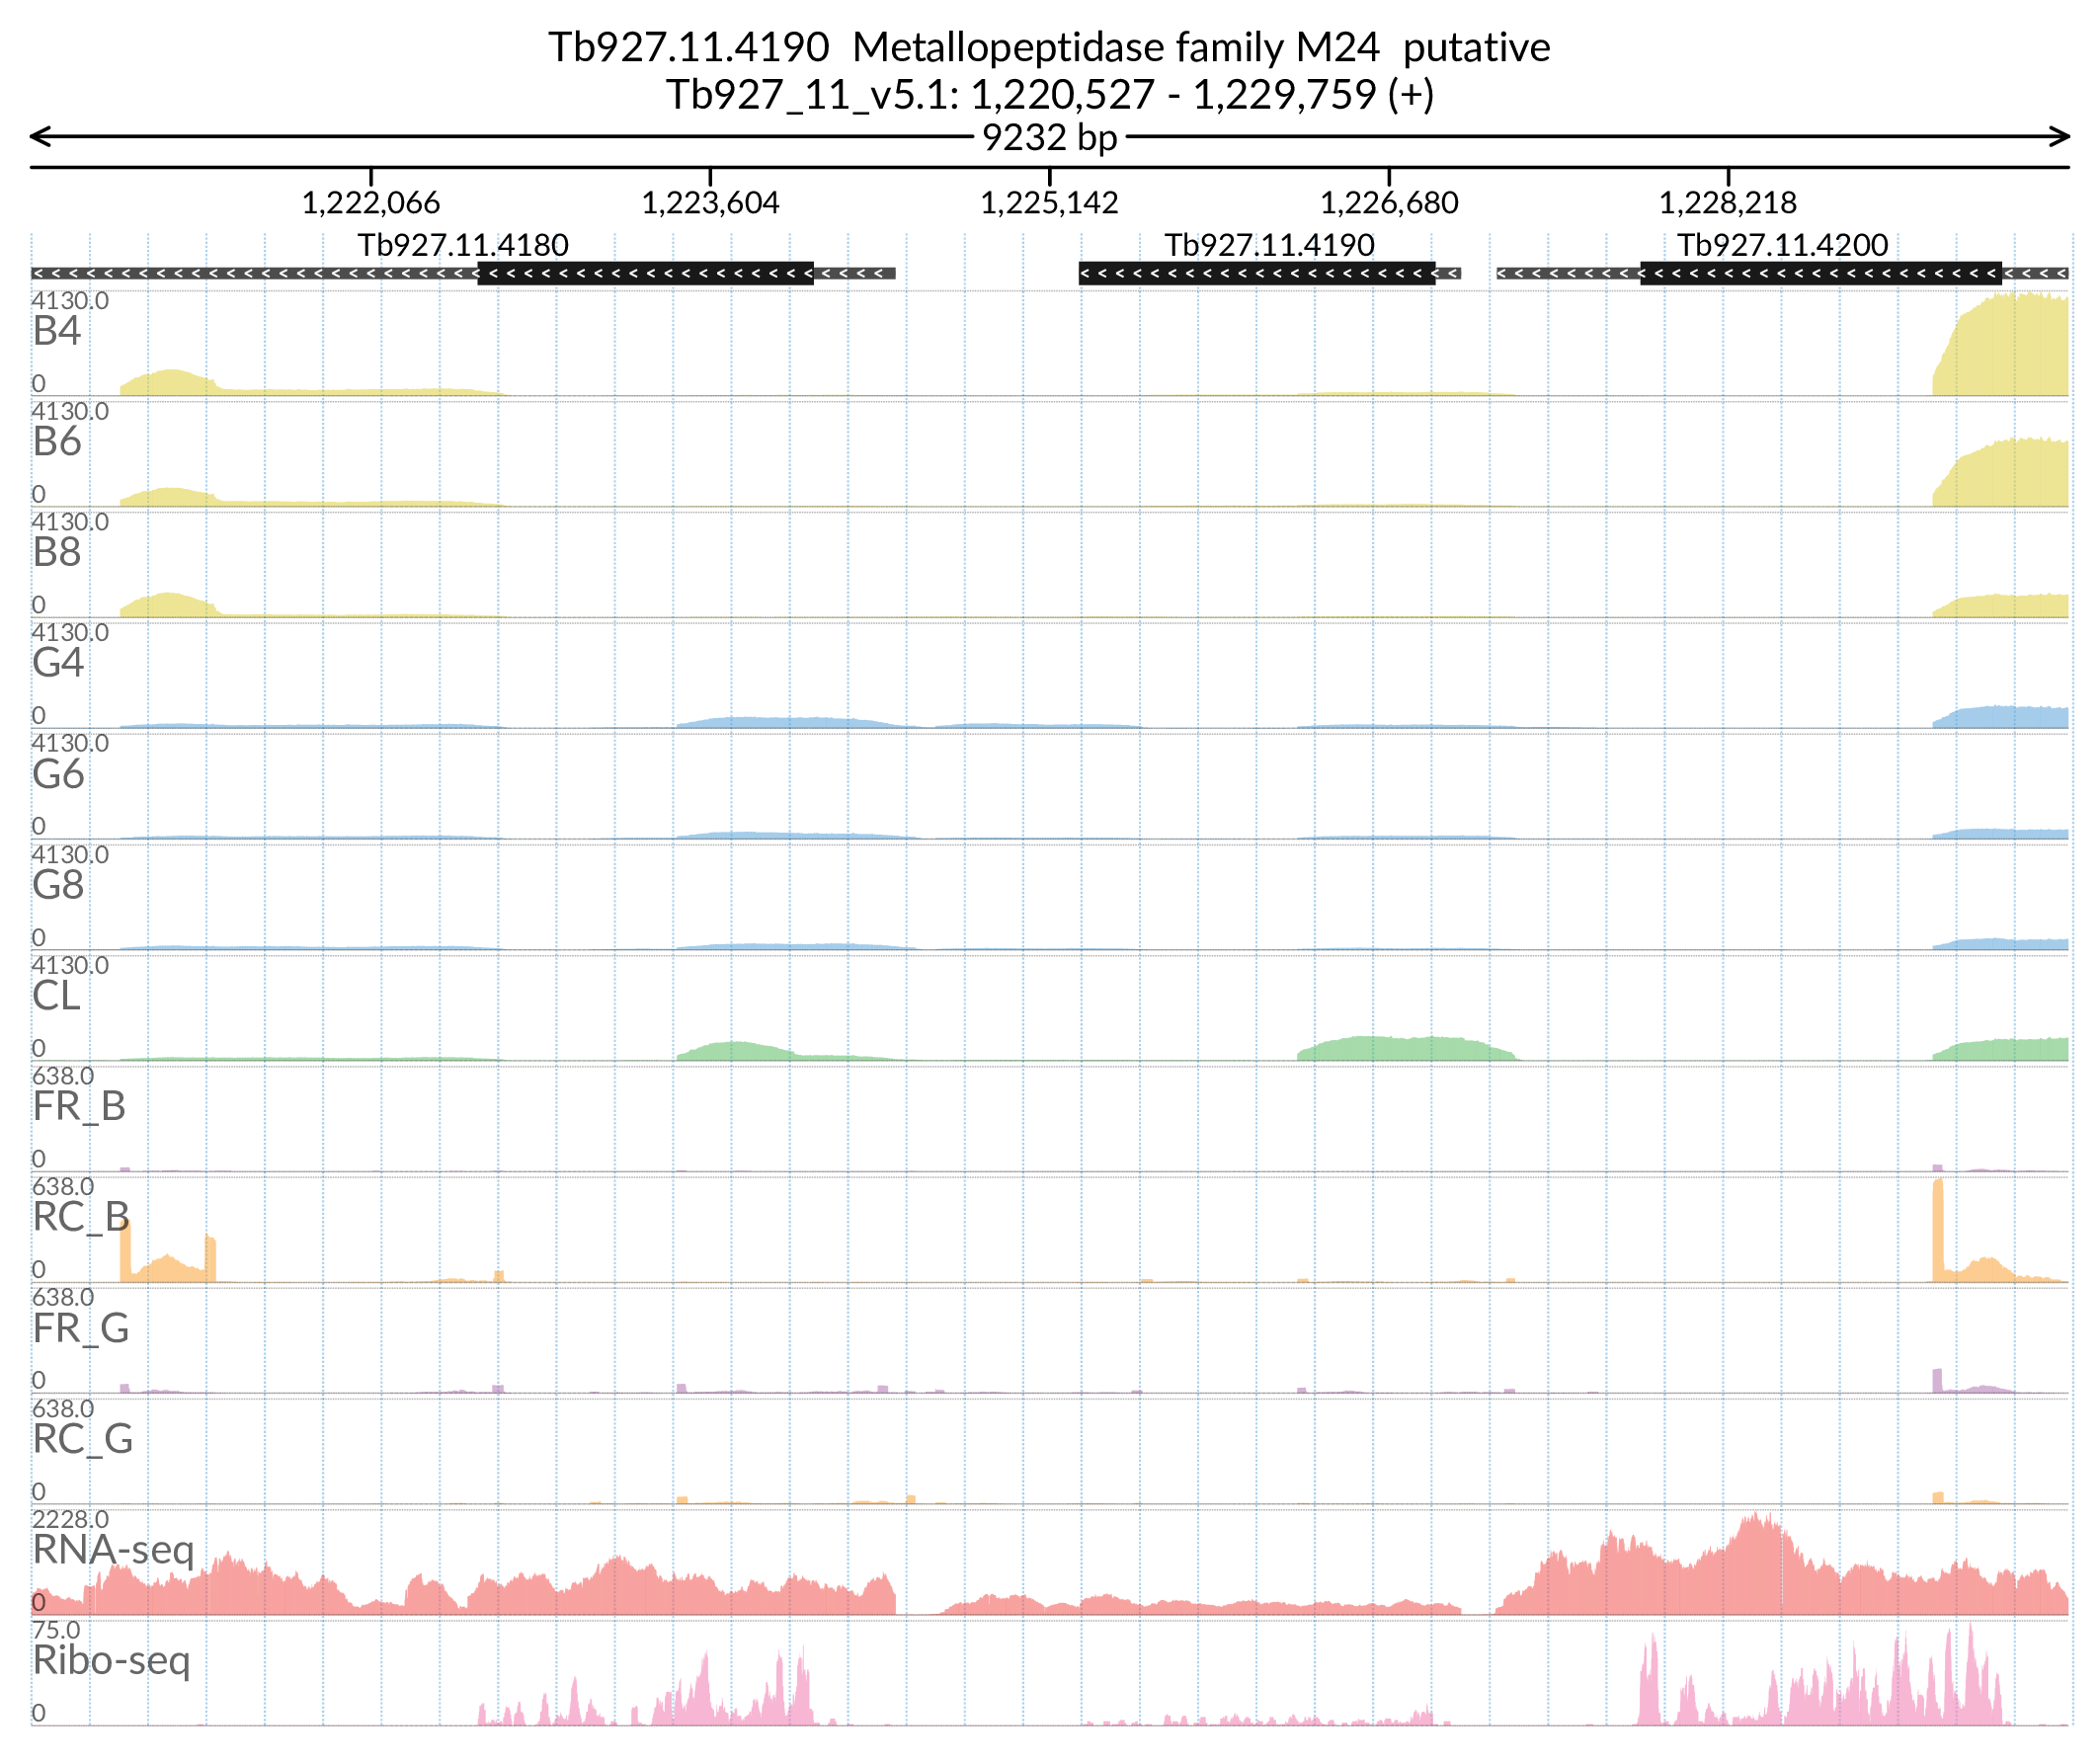 Tb927.11.4190  Metallopeptidase family M24  putative
Tb927_11_v5.1: 1,220,527 - 1,229,759 (+)
9232 bp
1,222,066 1,223,604 1,225,142 1,226,680 1,228,218
Tb927.11.4180 Tb927.11.4190 Tb927.11.4200
4130.0
B4
0
4130.0
B6
0
4130.0
B8
0
4130.0
G4
0
4130.0
G6
0
4130.0
G8
0
4130.0
CL
0
638.0
FR_B
0
638.0
RC_B
0
638.0
FR_G
0
638.0
RC_G
0
2228.0
RNA-seq
0
75.0
Ribo-seq
0